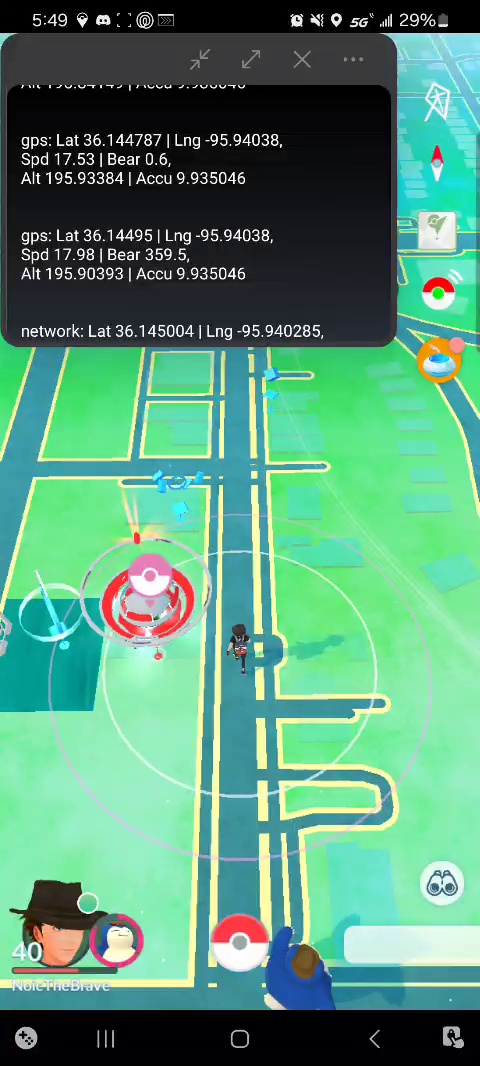 5:49
5G
29%
gps: Lat 36.144787 | Lng -95.94038,
Spd 17.53 | Bear 0.6,
Alt 195.93384 | Accu 9.935046
gps: Lat 36.14495 | Lng -95.94038,
Spd 17.98 | Bear 359.5,
Alt 195.90393 | Accu 9.935046
network: Lat 36.145004 | Lng -95.940285,
40
NoicTheBrave